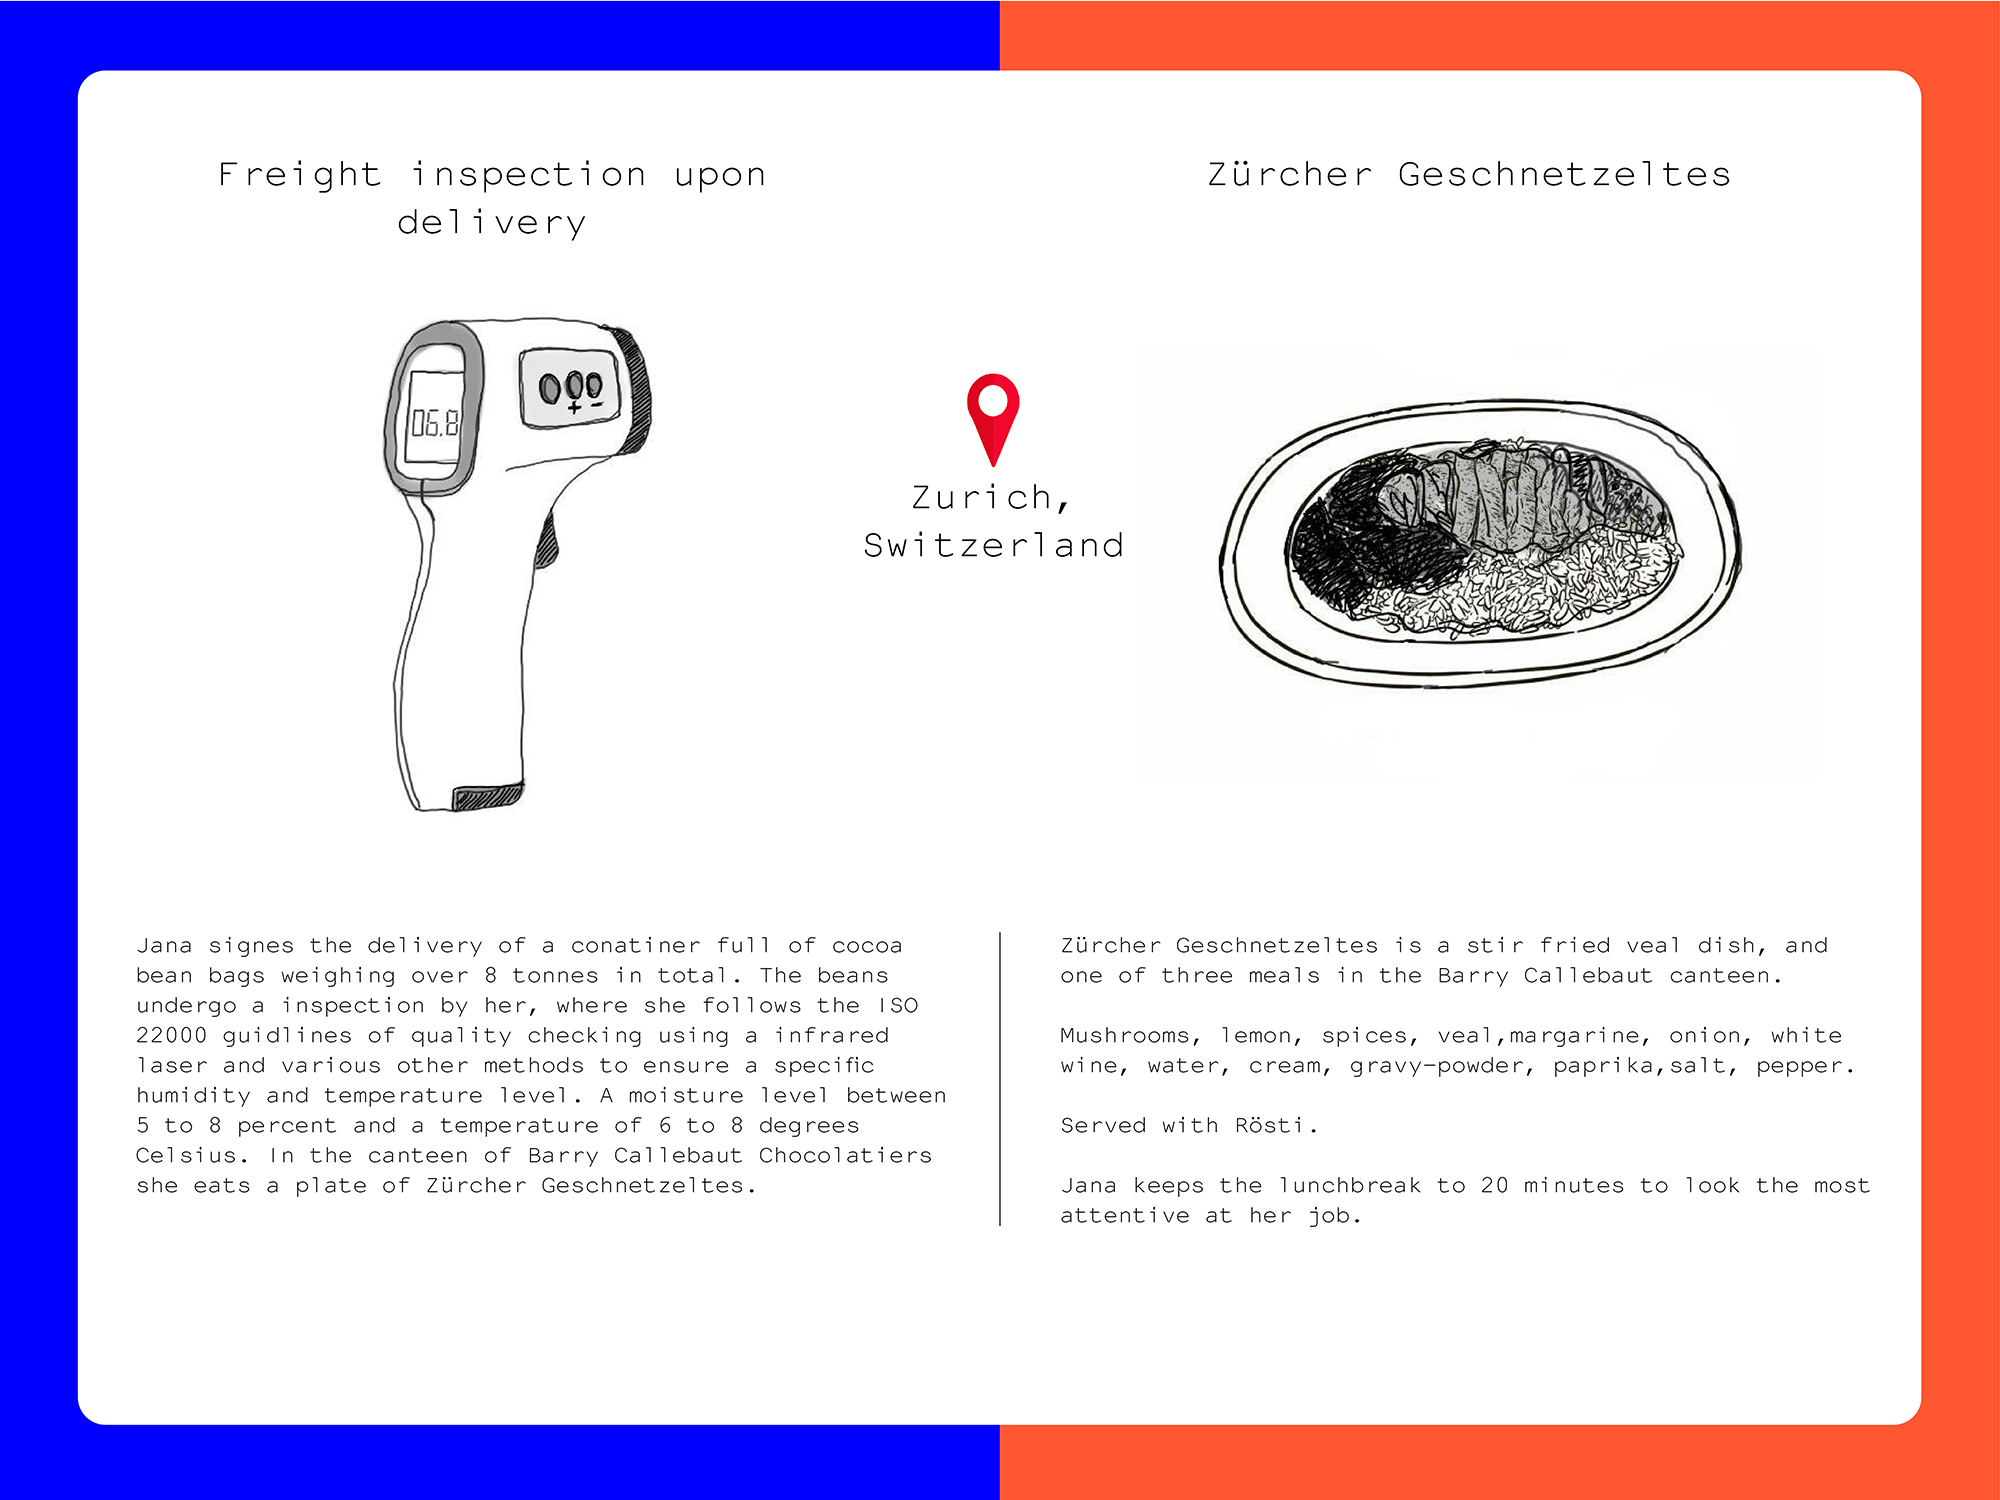 Freight inspection upon
delivery
06.8
+ -
Zurich,
Switzerland
Zürcher Geschnetzeltes
Jana signes the delivery of a conatiner full of cocoa
bean bags weighing over 8 tonnes in total. The beans
undergo a inspection by her, where she follows the ISO
22000 guidlines of quality checking using a infrared
laser and various other methods to ensure a specific
humidity and temperature level. A moisture level between
5 to 8 percent and a temperature of 6 to 8 degrees
Celsius. In the canteen of Barry Callebaut Chocolatiers
she eats a plate of Zürcher Geschnetzeltes.
Zürcher Geschnetzeltes is a stir fried veal dish, and
one of three meals in the Barry Callebaut canteen.
Mushrooms, lemon, spices, veal,margarine, onion, white
wine, water, cream, gravy-powder, paprika,salt, pepper.
Served with Rösti.
Jana keeps the lunchbreak to 20 minutes to look the most
attentive at her job.